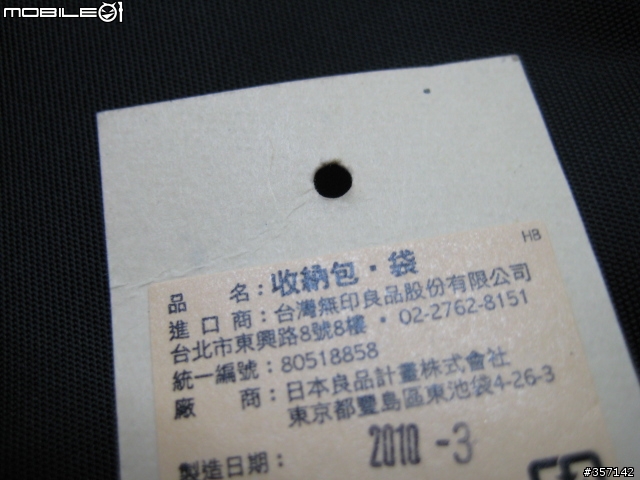 MOBILE01
HB
品　名：收納包・袋
進口商：台灣無印良品股份有限公司
台北市東興路8號8樓・02-2762-8151
統一編號：80518858
廠　商：日本良品計畫株式會社
東京都豐島區東池袋4-26-3
製造日期：2010 -3
#357142